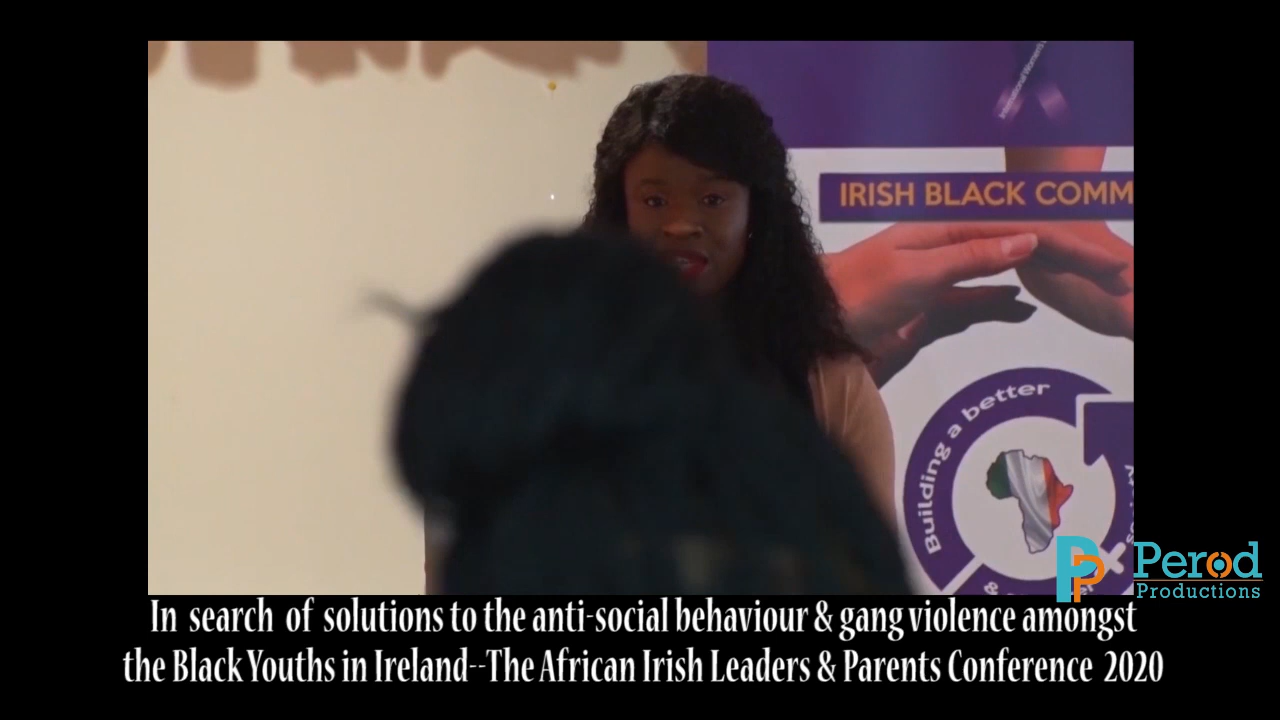 IRISH BLACK COMM
Building a better
&
Perod
Productions
In search of solutions to the anti-social behaviour & gang violence amongst
the Black Youths in Ireland--The African Irish Leaders & Parents Conference 2020